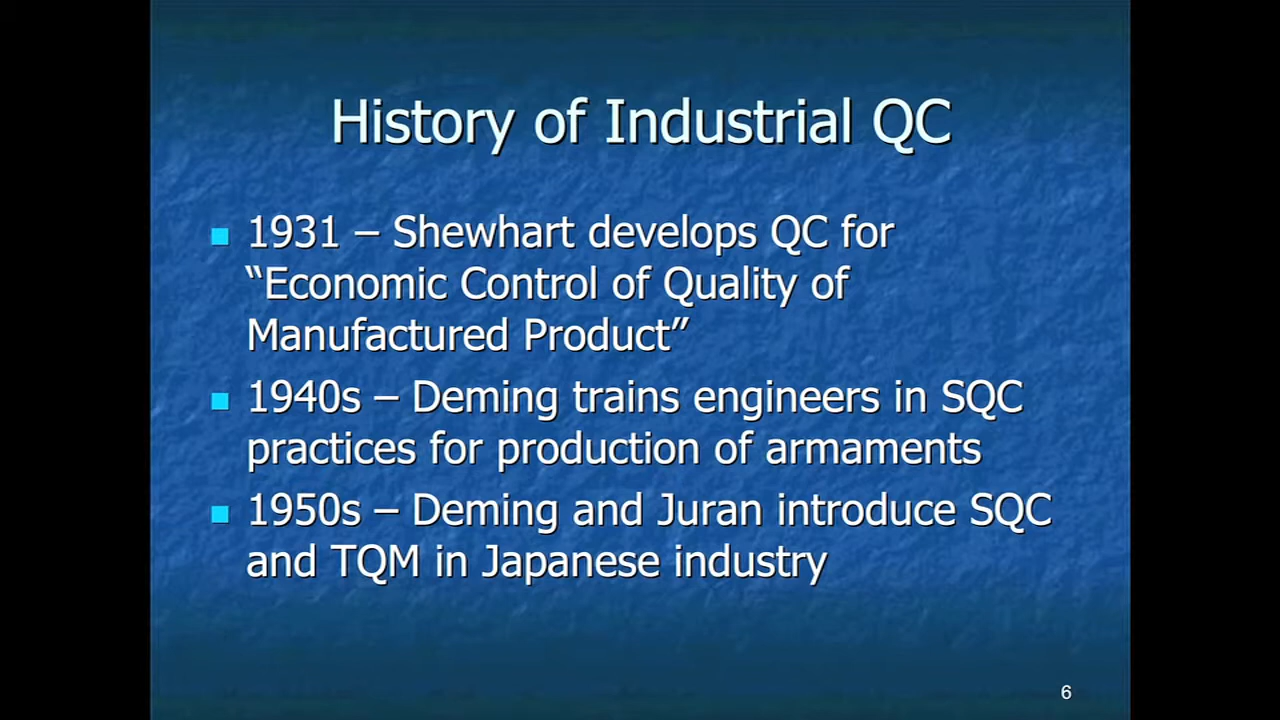 History of Industrial QC
1931 – Shewhart develops QC for
“Economic Control of Quality of
Manufactured Product”
1940s – Deming trains engineers in SQC
practices for production of armaments
1950s – Deming and Juran introduce SQC
and TQM in Japanese industry
6